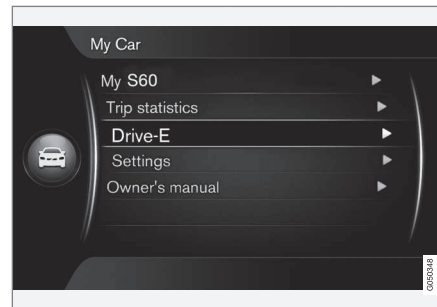 My Car
My S60
Trip statistics
Drive-E
Settings
Owner's manual
G050348